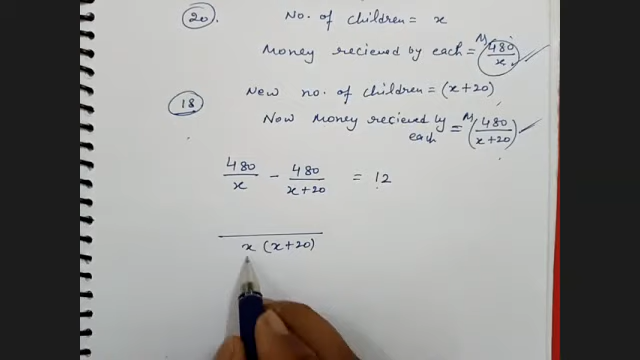 20
No. of children = x
Money recieved by each = 480/x
18
New no. of children = (x+20)
Now Money recieved by each = (480/(x+20))
480/x - 480/(x+20) = 12
x (x+20)